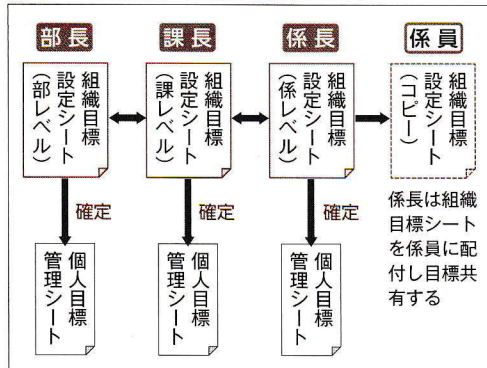 部長
課長
係長
係員
組織目標
設定シート
(部レベル)
組織目標
設定シート
(課レベル)
組織目標
設定シート
(係レベル)
組織目標
設定シート
(コピー)
確定
確定
確定
係長は組織
目標シート
を係員に配
付し目標共
有する
個人目標
管理シート
個人目標
管理シート
個人目標
管理シート